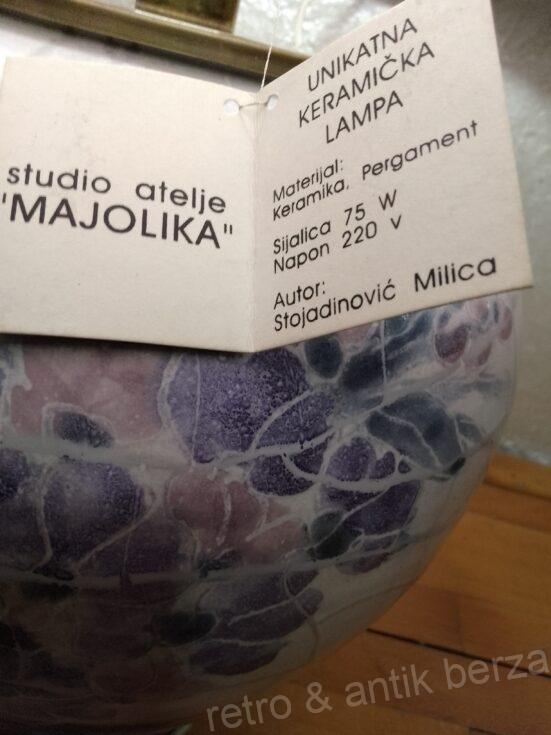 studio atelje
"MAJOLIKA"
UNIKATNA
KERAMIČKA
LAMPA
Materijal:
Keramika, Pergament
Sijalica 75 W
Napon 220 V
Autor:
Stojadinović Milica
retro & antik berza